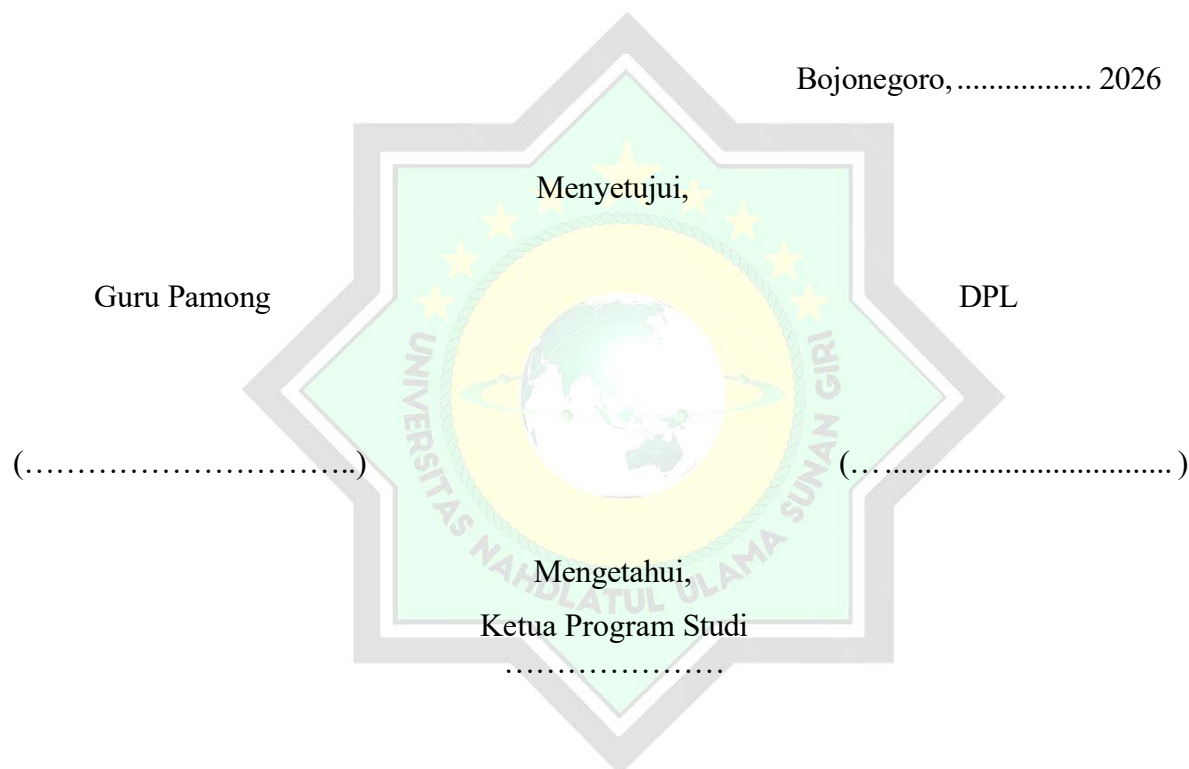 Bojonegoro, ................. 2026
Menyetujui,
Guru Pamong DPL
(…………………………..) (… .................................... )
Mengetahui,
Ketua Program Studi
…………………
UNIVERSITAS NAHDLATUL ULAMA SUNAN GIRI